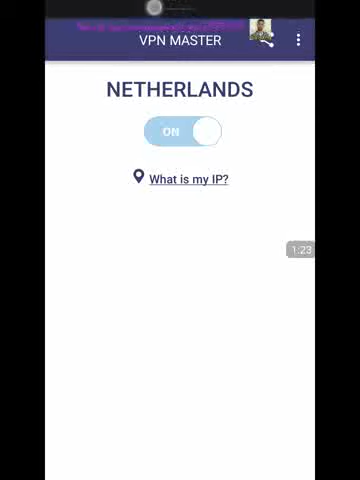 VPN MASTER
NETHERLANDS
ON
What is my IP?
1:23